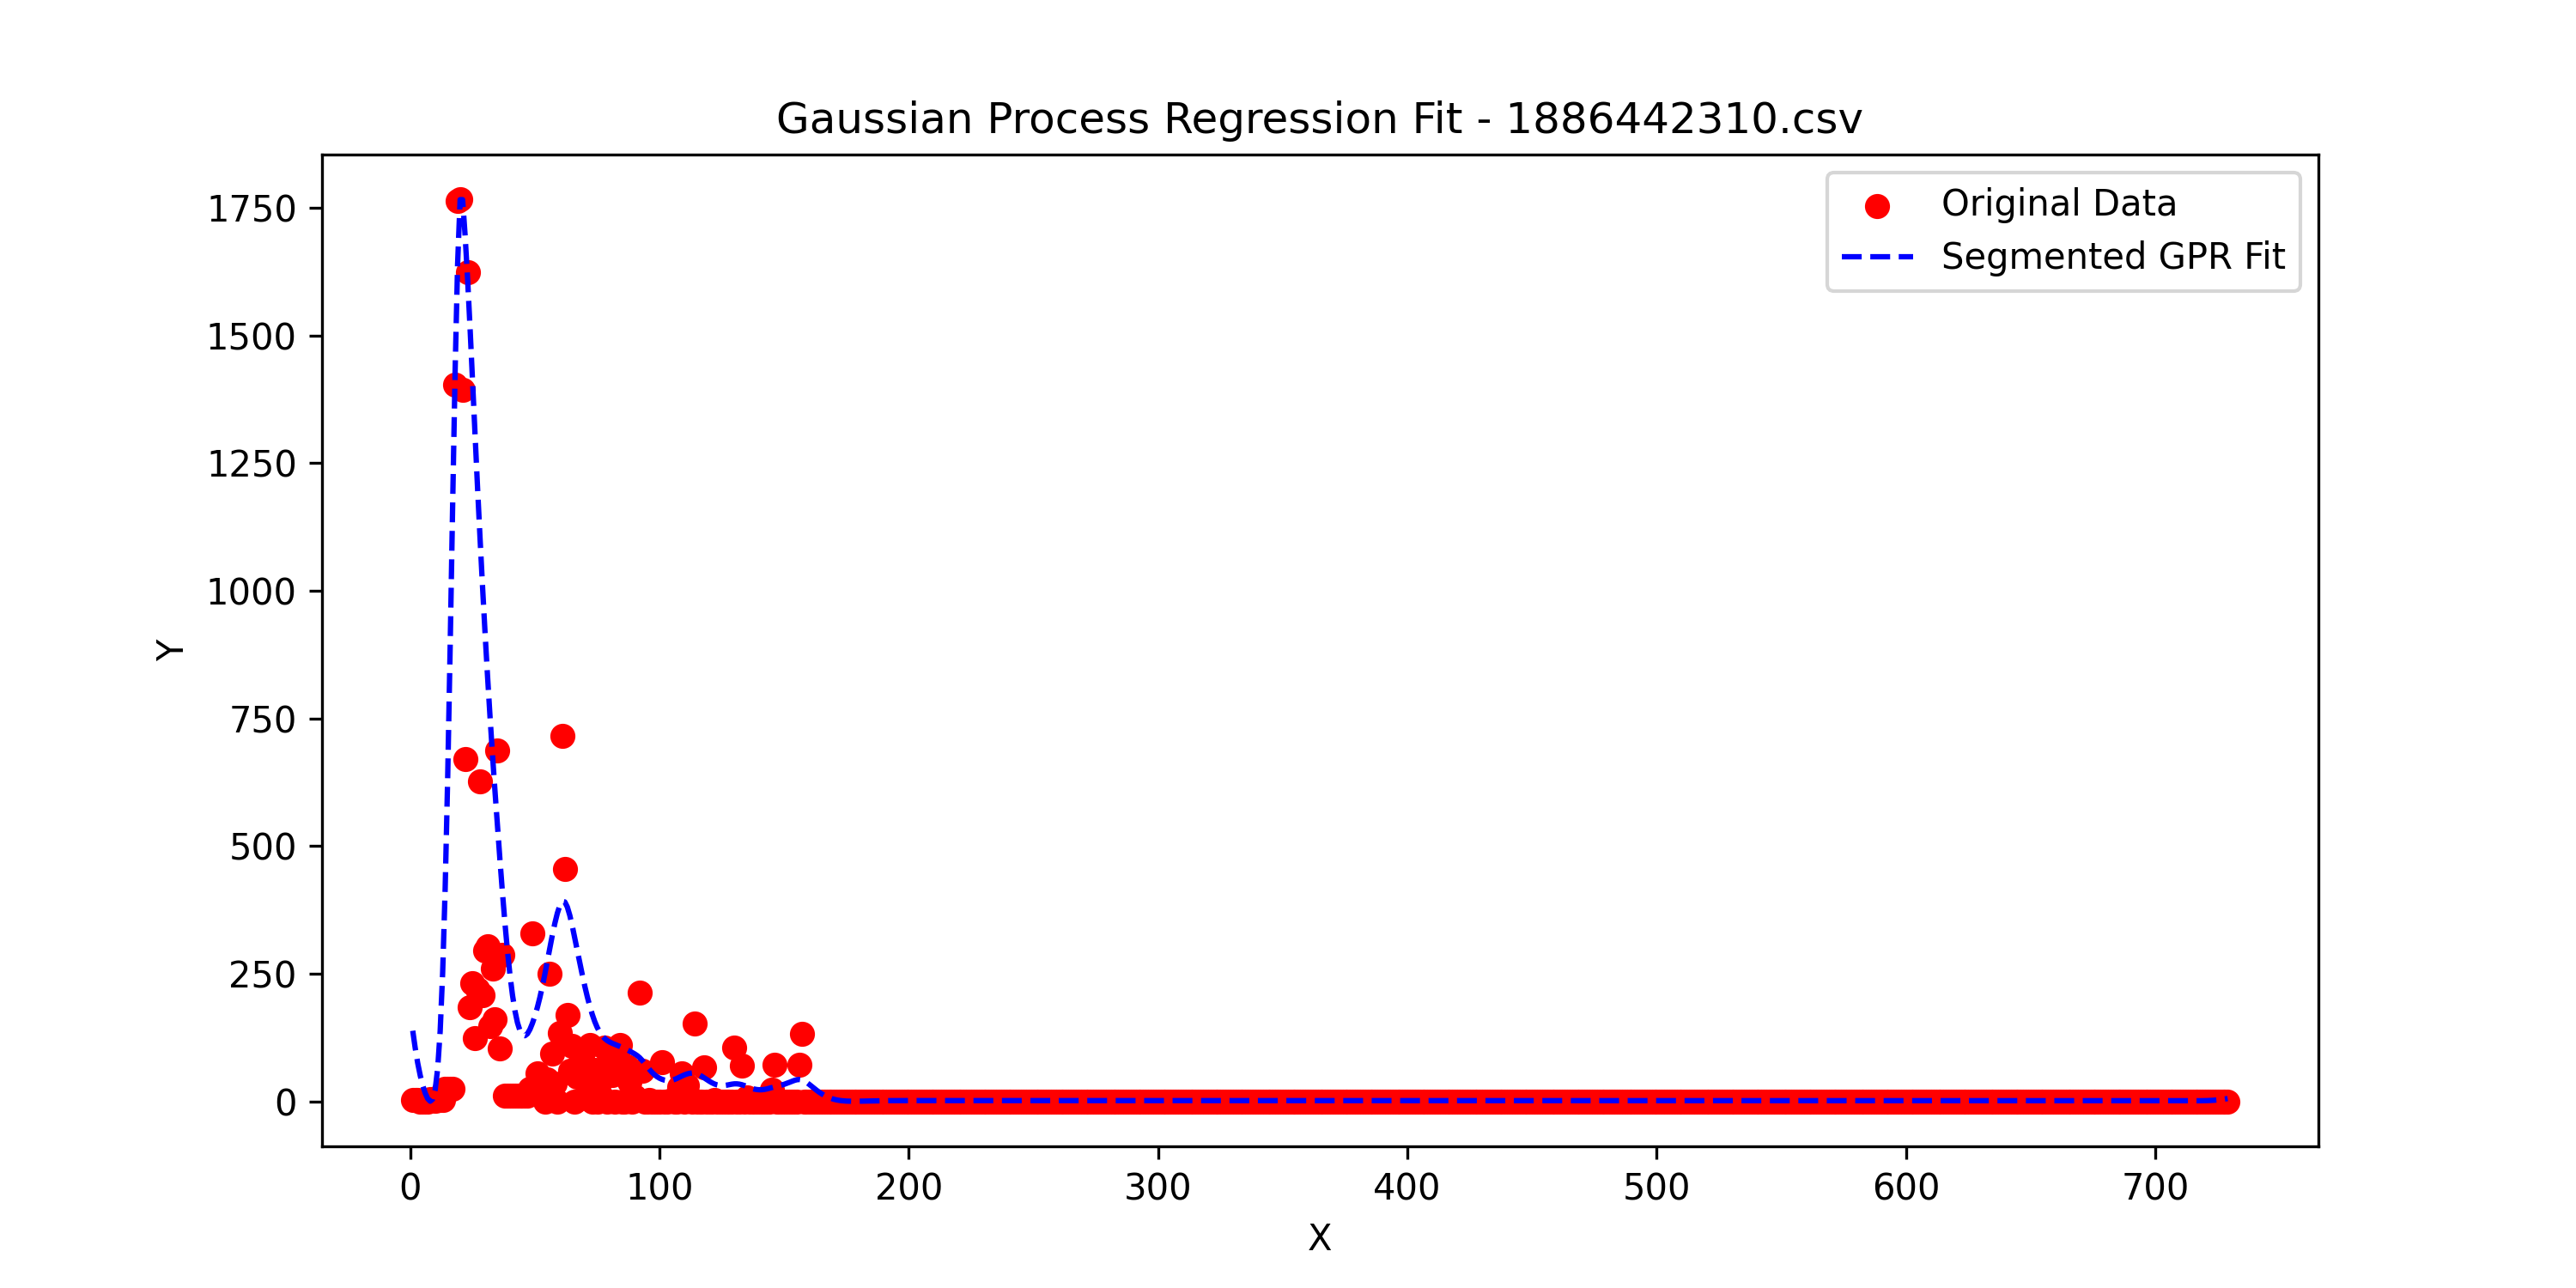 Gaussian Process Regression Fit - 1886442310.csv
Original Data
Segmented GPR Fit
1750
1500
1250
1000
750
500
250
0
Y
0 100 200 300 400 500 600 700
X